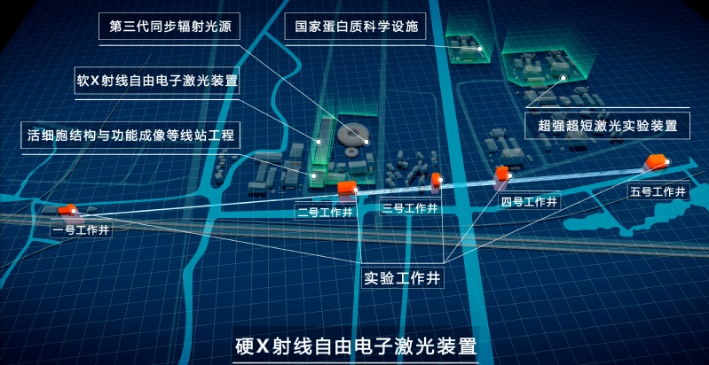 第三代同步辐射光源
国家蛋白质科学设施
软X射线自由电子激光装置
超强超短激光实验装置
活细胞结构与功能成像等线站工程
一号工作井
二号工作井
三号工作井
四号工作井
五号工作井
实验工作井
硬X射线自由电子激光装置